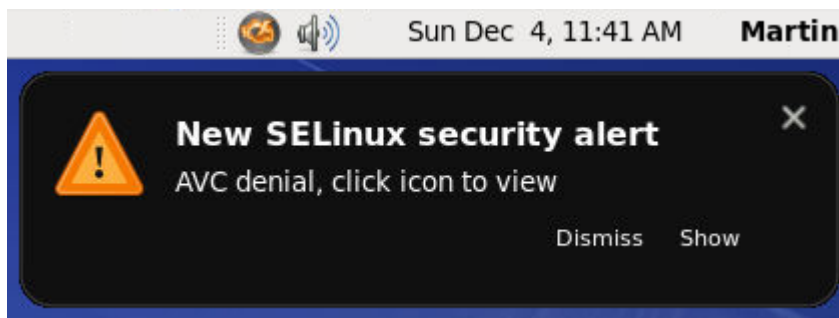 Sun Dec 4, 11:41 AM Martin
New SELinux security alert
AVC denial, click icon to view
Dismiss Show